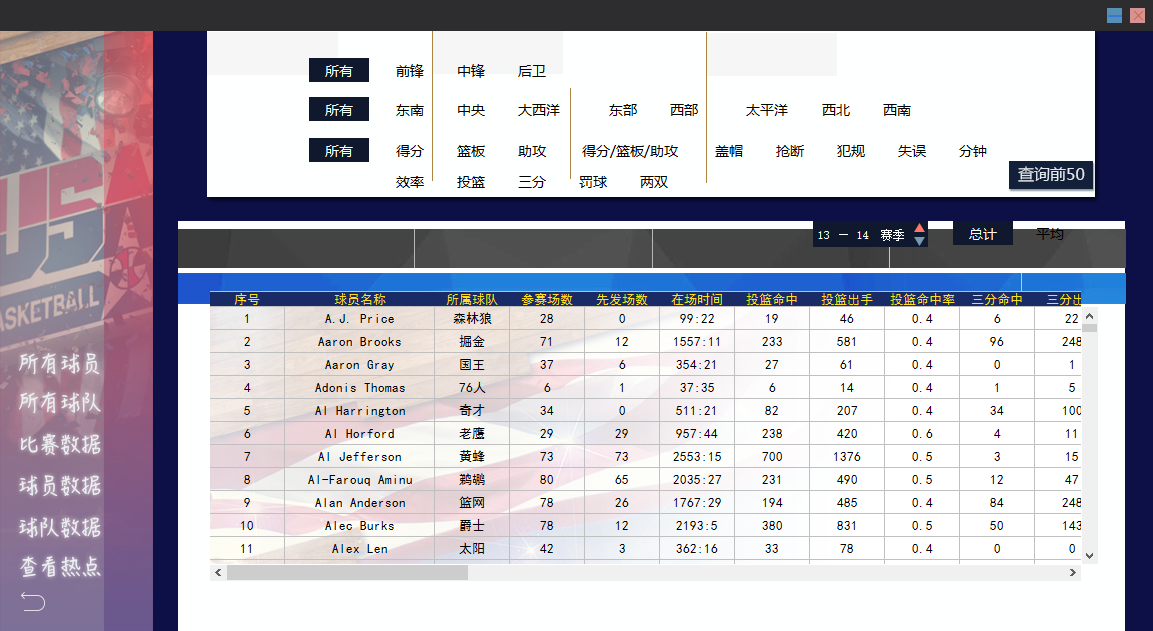 所有 前锋 中锋 后卫
所有 东南 中央 大西洋 东部 西部 太平洋 西北 西南
所有 得分 篮板 助攻 得分/篮板/助攻 盖帽 抢断 犯规 失误 分钟
效率 投篮 三分 罚球 两双
查询前50
13 — 14 赛季 总计 平均
序号 球员名称 所属球队 参赛场数 先发场数 在场时间 投篮命中 投篮出手 投篮命中率 三分命中 三分出
1 A.J. Price 森林狼 28 0 99:22 19 46 0.4 6 22
2 Aaron Brooks 掘金 71 12 1557:11 233 581 0.4 96 248
3 Aaron Gray 国王 37 6 354:21 27 61 0.4 0 1
4 Adonis Thomas 76人 6 1 37:35 6 14 0.4 1 5
5 Al Harrington 奇才 34 0 511:21 82 207 0.4 34 100
6 Al Horford 老鹰 29 29 957:44 238 420 0.6 4 11
7 Al Jefferson 黄蜂 73 73 2553:15 700 1376 0.5 3 15
8 Al-Farouq Aminu 鹈鹕 80 65 2035:27 231 490 0.5 12 47
9 Alan Anderson 篮网 78 26 1767:29 194 485 0.4 84 248
10 Alec Burks 爵士 78 12 2193:5 380 831 0.5 50 143
11 Alex Len 太阳 42 3 362:16 33 78 0.4 0 0
US
BASKETBALL
所有球员
所有球队
比赛数据
球员数据
球队数据
查看热点